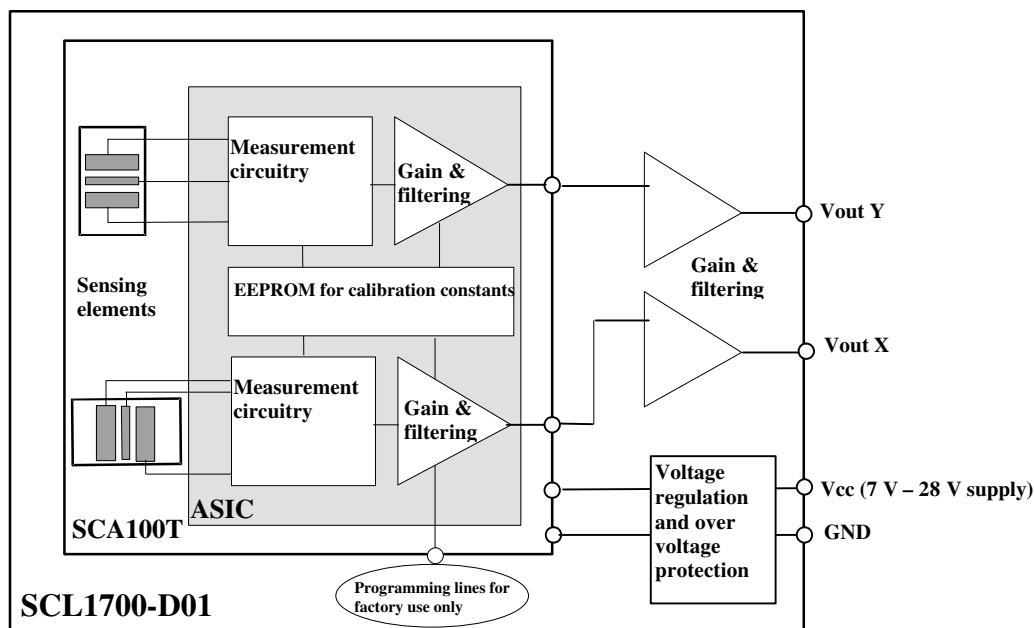 Measurement
circuitry
Gain &
filtering
Vout Y
Sensing
elements
EEPROM for calibration constants
Gain &
filtering
Vout X
Measurement
circuitry
Gain &
filtering
Voltage
regulation
and over
voltage
protection
Vcc (7 V – 28 V supply)
GND
ASIC
SCA100T
Programming lines for
factory use only
SCL1700-D01